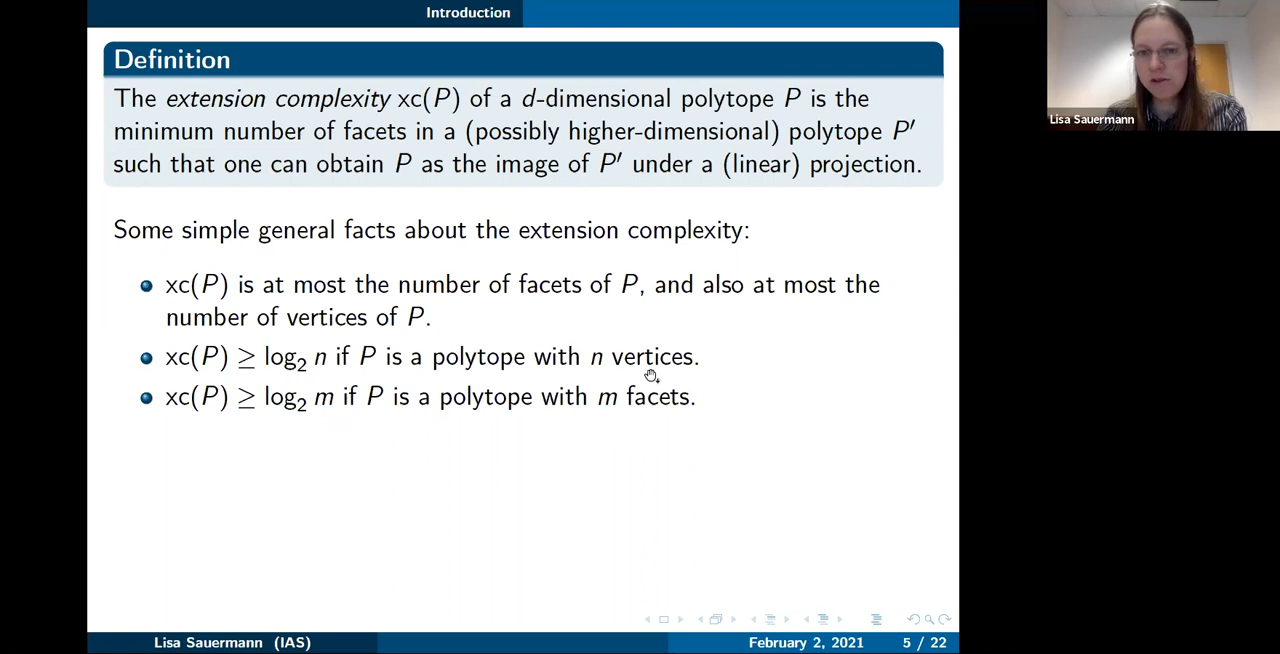 Introduction
Definition
The extension complexity xc(P) of a d-dimensional polytope P is the
minimum number of facets in a (possibly higher-dimensional) polytope P′
such that one can obtain P as the image of P′ under a (linear) projection.
Some simple general facts about the extension complexity:
xc(P) is at most the number of facets of P, and also at most the
number of vertices of P.
xc(P) ≥ log₂ n if P is a polytope with n vertices.
xc(P) ≥ log₂ m if P is a polytope with m facets.
Lisa Sauermann (IAS)
February 2, 2021
5 / 22
Lisa Sauermann